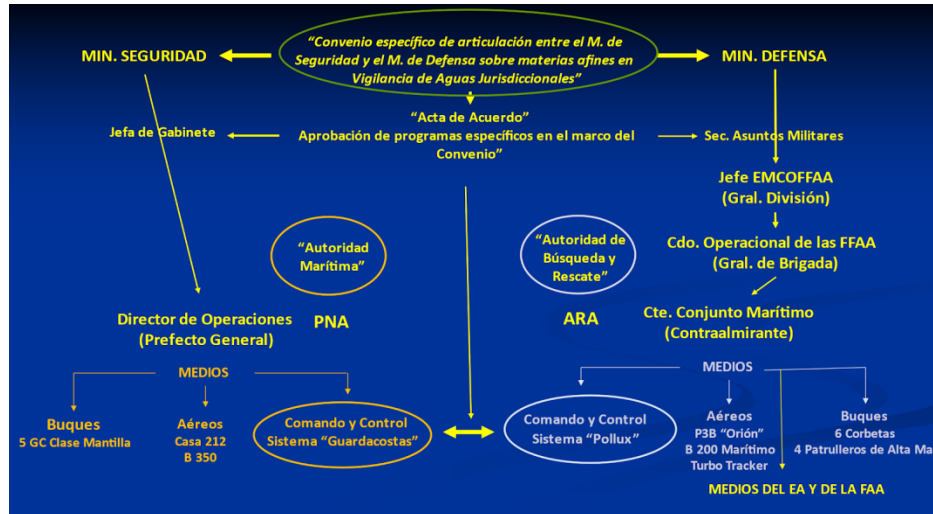 “Convenio específico de articulación entre el M. de
Seguridad y el M. de Defensa sobre materias afines en
Vigilancia de Aguas Jurisdiccionales”
MIN. SEGURIDAD
MIN. DEFENSA
“Acta de Acuerdo”
Aprobación de programas específicos en el marco del
Convenio”
Jefa de Gabinete
Sec. Asuntos Militares
Jefe EMCOFFAA
(Gral. División)
Cdo. Operacional de las FFAA
(Gral. de Brigada)
“Autoridad
Marítima”
“Autoridad de
Búsqueda y
Rescate”
Director de Operaciones
(Prefecto General)
PNA
ARA
Cte. Conjunto Marítimo
(Contraalmirante)
MEDIOS
Buques
5 GC Clase Mantilla
Aéreos
Casa 212
B 350
Comando y Control
Sistema “Guardacostas”
MEDIOS
Comando y Control
Sistema “Pollux”
Aéreos
P3B “Orión”
B 200 Marítimo
Turbo Tracker
Buques
6 Corbetas
4 Patrulleros de Alta Ma
MEDIOS DEL EA Y DE LA FAA